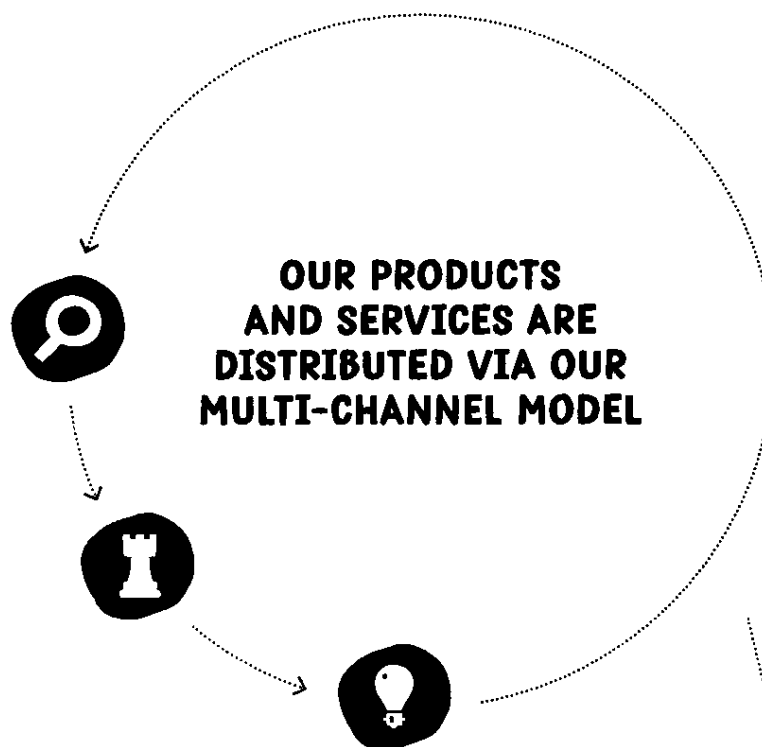 OUR PRODUCTS
AND SERVICES ARE
DISTRIBUTED VIA OUR
MULTI-CHANNEL MODEL